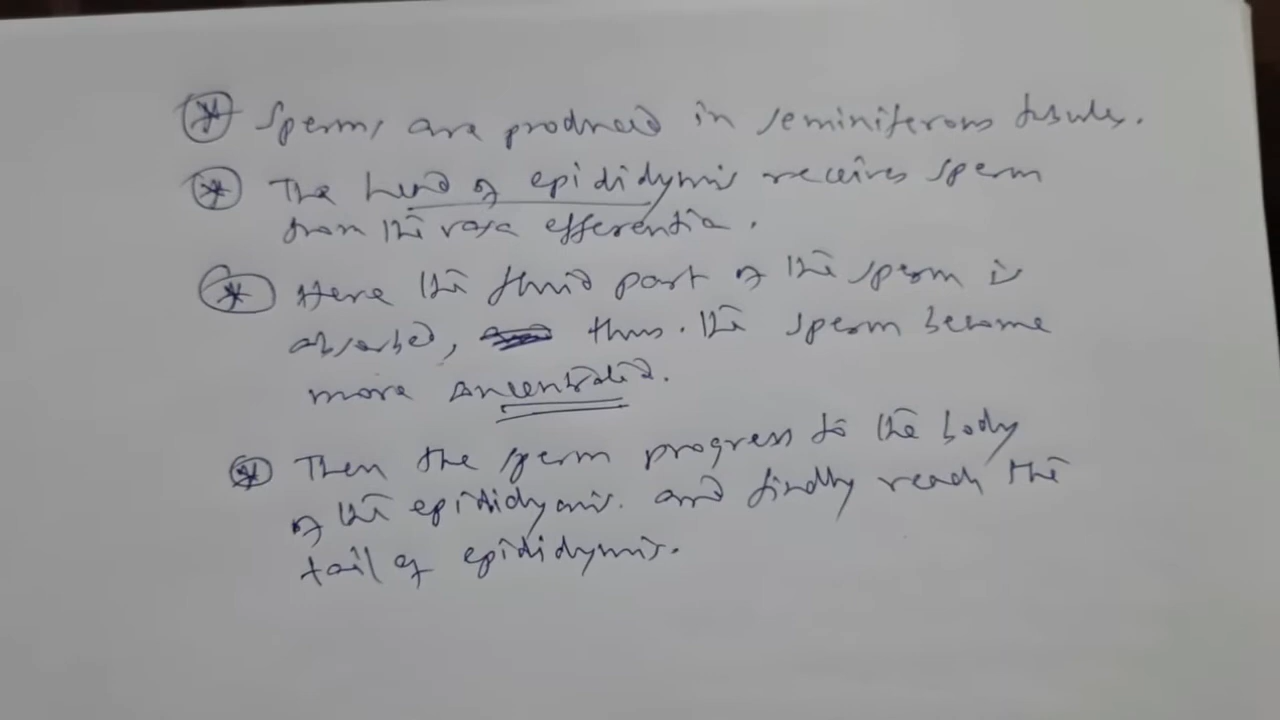 * Sperms are produced in seminiferous tubules.
* The head of epididymis receives sperm
from the vasa efferentia.
* Here the fluid part of the sperm is
absorbed, thus the sperm become
more concentrated.
* Then the sperm progress to the body
of the epididymis. and finally reach the
tail of epididymis.